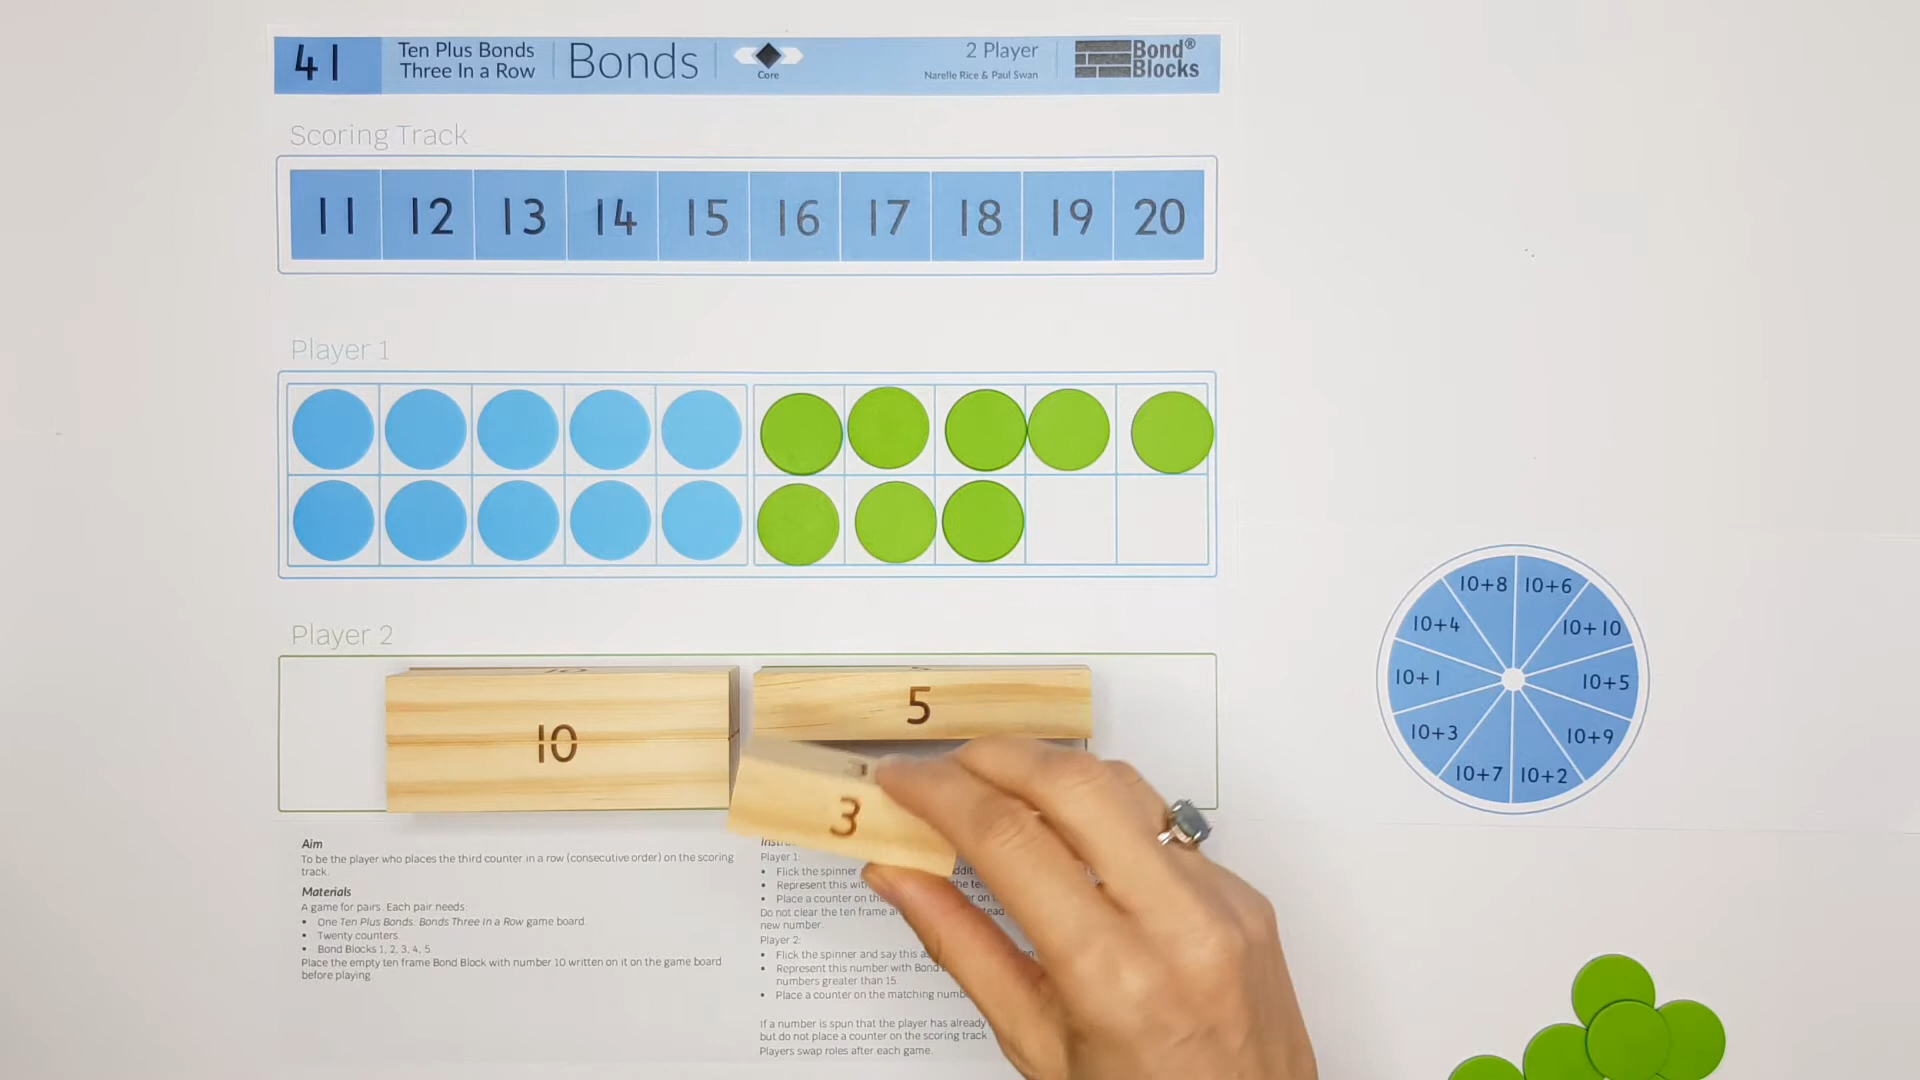 41
Ten Plus Bonds
Three In a Row
Bonds
Core
2 Player
Narelle Rice & Paul Swan
Bond®
Blocks
Scoring Track
11 12 13 14 15 16 17 18 19 20
Player 1
Player 2
10
10
5
3
10+8
10+6
10+4
10+10
10+1
10+5
10+3
10+9
10+7
10+2
Aim
To be the player who places the third counter in a row (consecutive order) on the scoring
track.
Materials
A game for pairs. Each pair needs:
• One Ten Plus Bonds: Bonds Three In a Row game board.
• Twenty counters.
• Bond Blocks 1, 2, 3, 4, 5.
Place the empty ten frame Bond Block with number 10 written on it on the game board
before playing.
Player 1:
• Flick the spinner
• Represent this the
• Place a counter on the on
Do not clear the ten frame
new number.
Player 2:
• Flick the spinner and say this
• Represent this number with Bond
numbers greater than 15.
• Place a counter on the matching
If a number is spun that the player has already
but do not place a counter on the scoring track.
Players swap roles after each game.